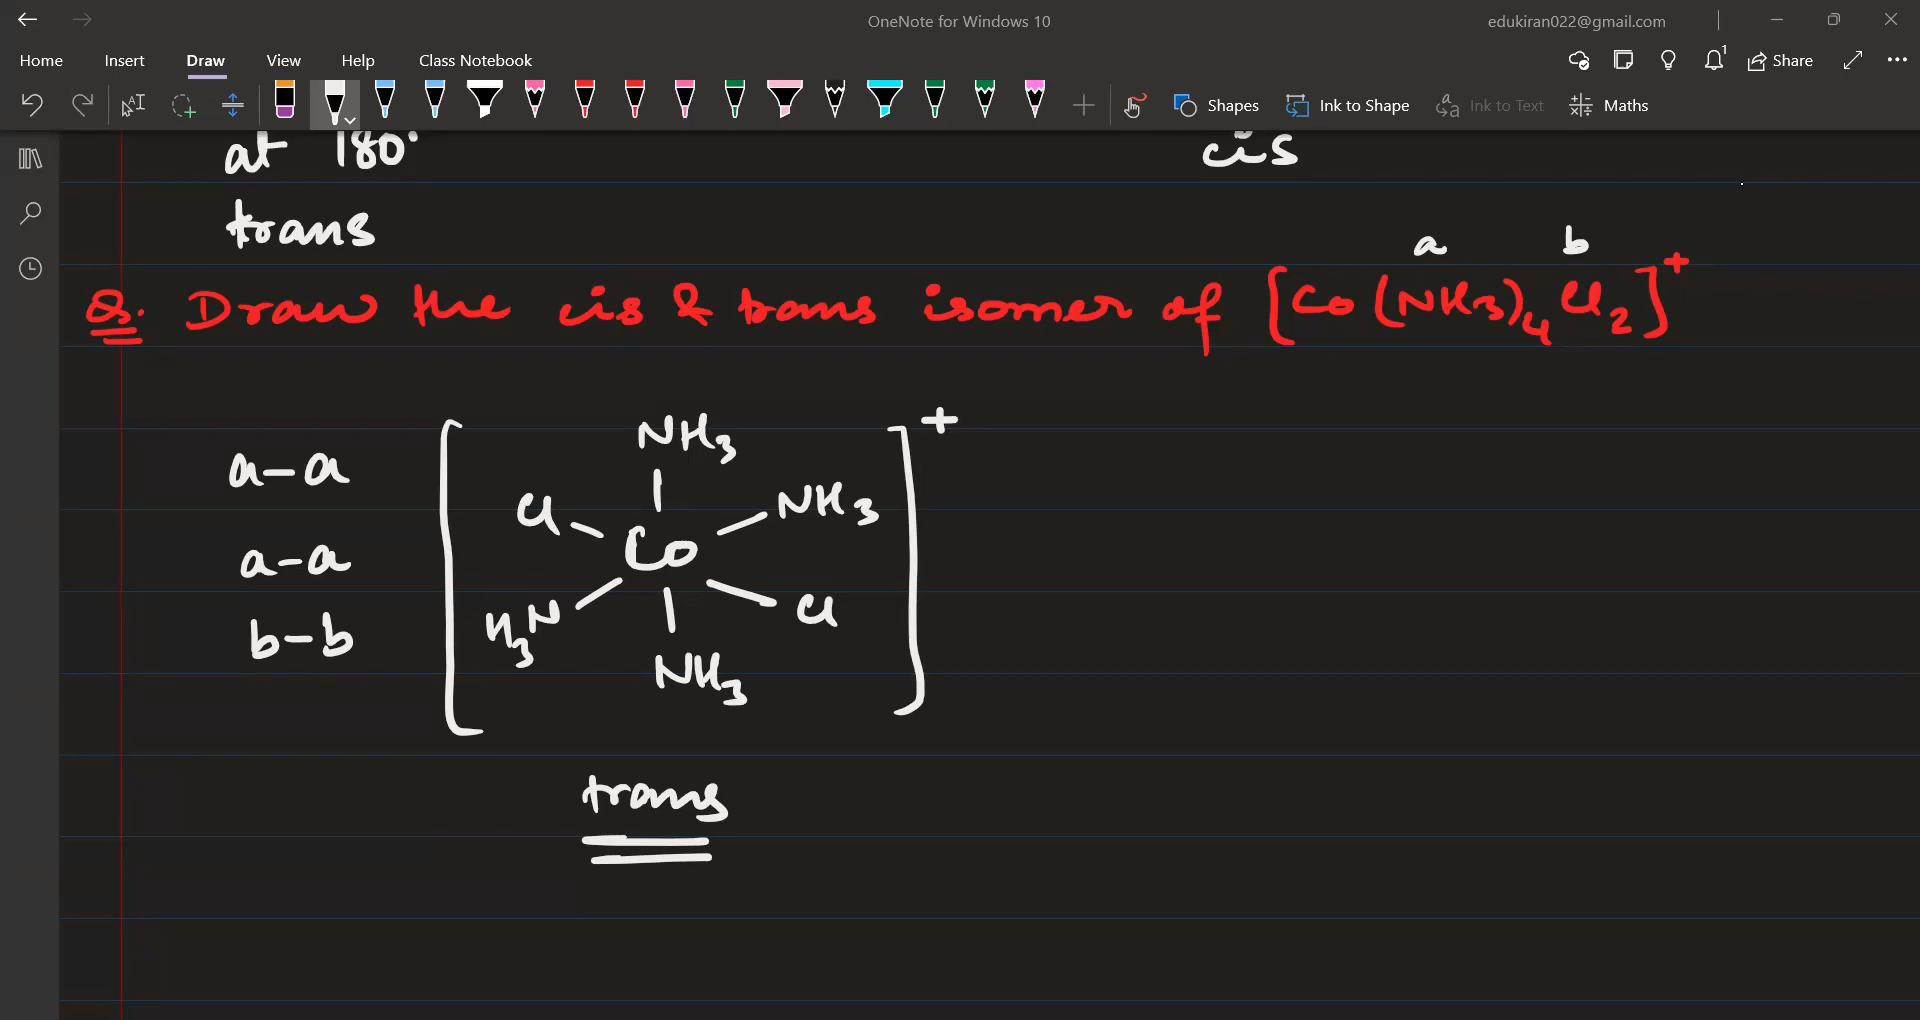 OneNote for Windows 10
edukiran022@gmail.com
Home Insert Draw View Help Class Notebook
1
Share
Shapes Ink to Shape Ink to Text Maths
at 180°
cis
trans
a b
Q. Draw the cis & trans isomer of [Co(NH3)4Cl2]+
+
NH3
a-a
Cl NH3
Co
a-a
H3N Cl
b-b
NH3
trans